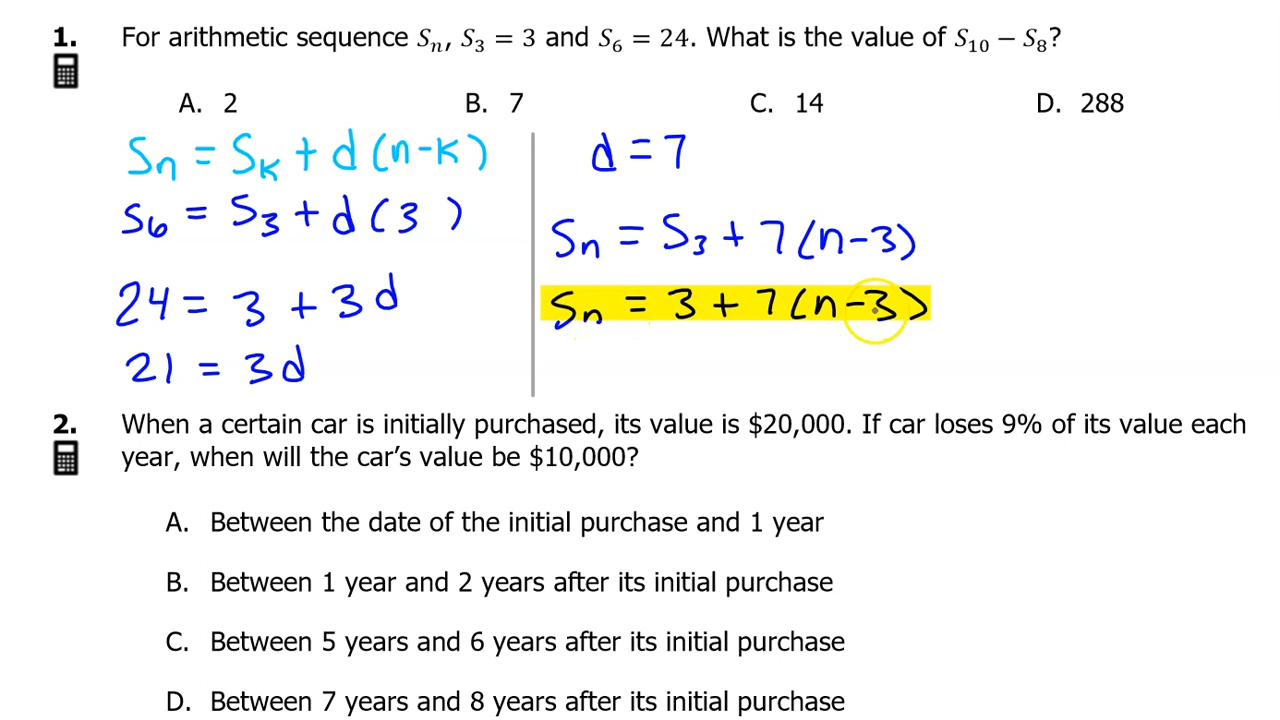 1. For arithmetic sequence Sₙ, S₃ = 3 and S₆ = 24. What is the value of S₁₀ − S₈?
A. 2 B. 7 C. 14 D. 288
Sn = Sk + d(n-k)
S6 = S3 + d(3 )
24 = 3 + 3d
21 = 3d
d = 7
Sn = S3 + 7(n-3)
Sn = 3 + 7(n-3)
2. When a certain car is initially purchased, its value is $20,000. If car loses 9% of its value each
year, when will the car’s value be $10,000?
A. Between the date of the initial purchase and 1 year
B. Between 1 year and 2 years after its initial purchase
C. Between 5 years and 6 years after its initial purchase
D. Between 7 years and 8 years after its initial purchase